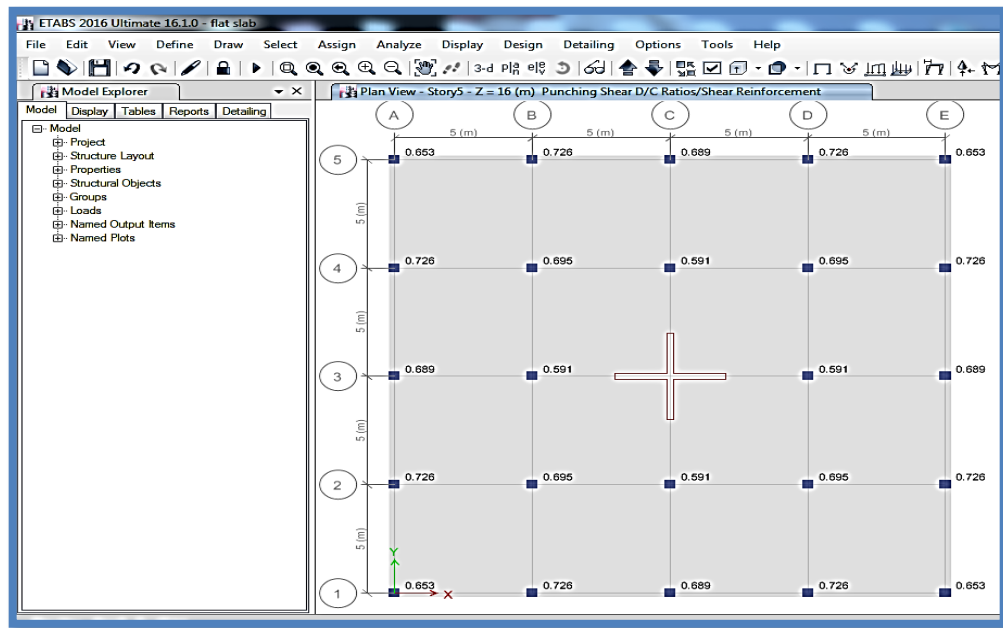 ETABS 2016 Ultimate 16.1.0 - flat slab
File Edit View Define Draw Select Assign Analyze Display Design Detailing Options Tools Help
3-d
Model Explorer
Plan View - Story5 - Z = 16 (m) Punching Shear D/C Ratios/Shear Reinforcement
Model Display Tables Reports Detailing
Model
Project
Structure Layout
Properties
Structural Objects
Groups
Loads
Named Output Items
Named Plots
A B C D E
5 (m) 5 (m) 5 (m) 5 (m)
5 0.653 0.726 0.689 0.726 0.653
5 (m)
4 0.726 0.695 0.591 0.695 0.726
5 (m)
3 0.689 0.591 0.591 0.689
5 (m)
2 0.726 0.695 0.591 0.695 0.726
5 (m)
Y
1 0.653 X 0.726 0.689 0.726 0.653